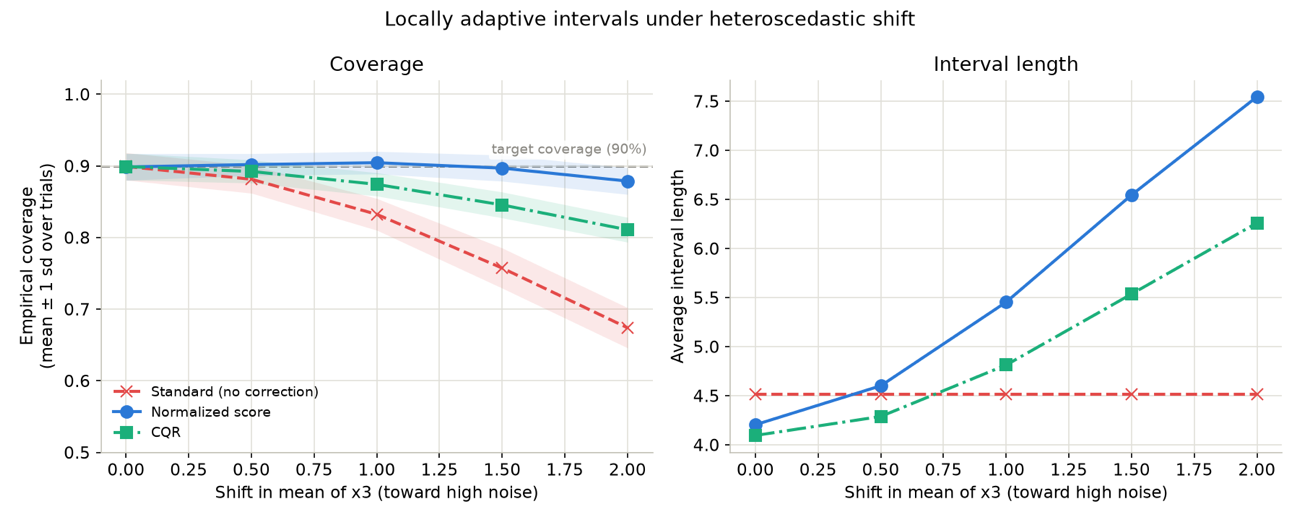 Locally adaptive intervals under heteroscedastic shift
Coverage
Empirical coverage
(mean ± 1 sd over trials)
1.0
0.9
0.8
0.7
0.6
0.5
target coverage (90%)
Standard (no correction)
Normalized score
CQR
0.00 0.25 0.50 0.75 1.00 1.25 1.50 1.75 2.00
Shift in mean of x3 (toward high noise)
Interval length
Average interval length
7.5
7.0
6.5
6.0
5.5
5.0
4.5
4.0
0.00 0.25 0.50 0.75 1.00 1.25 1.50 1.75 2.00
Shift in mean of x3 (toward high noise)